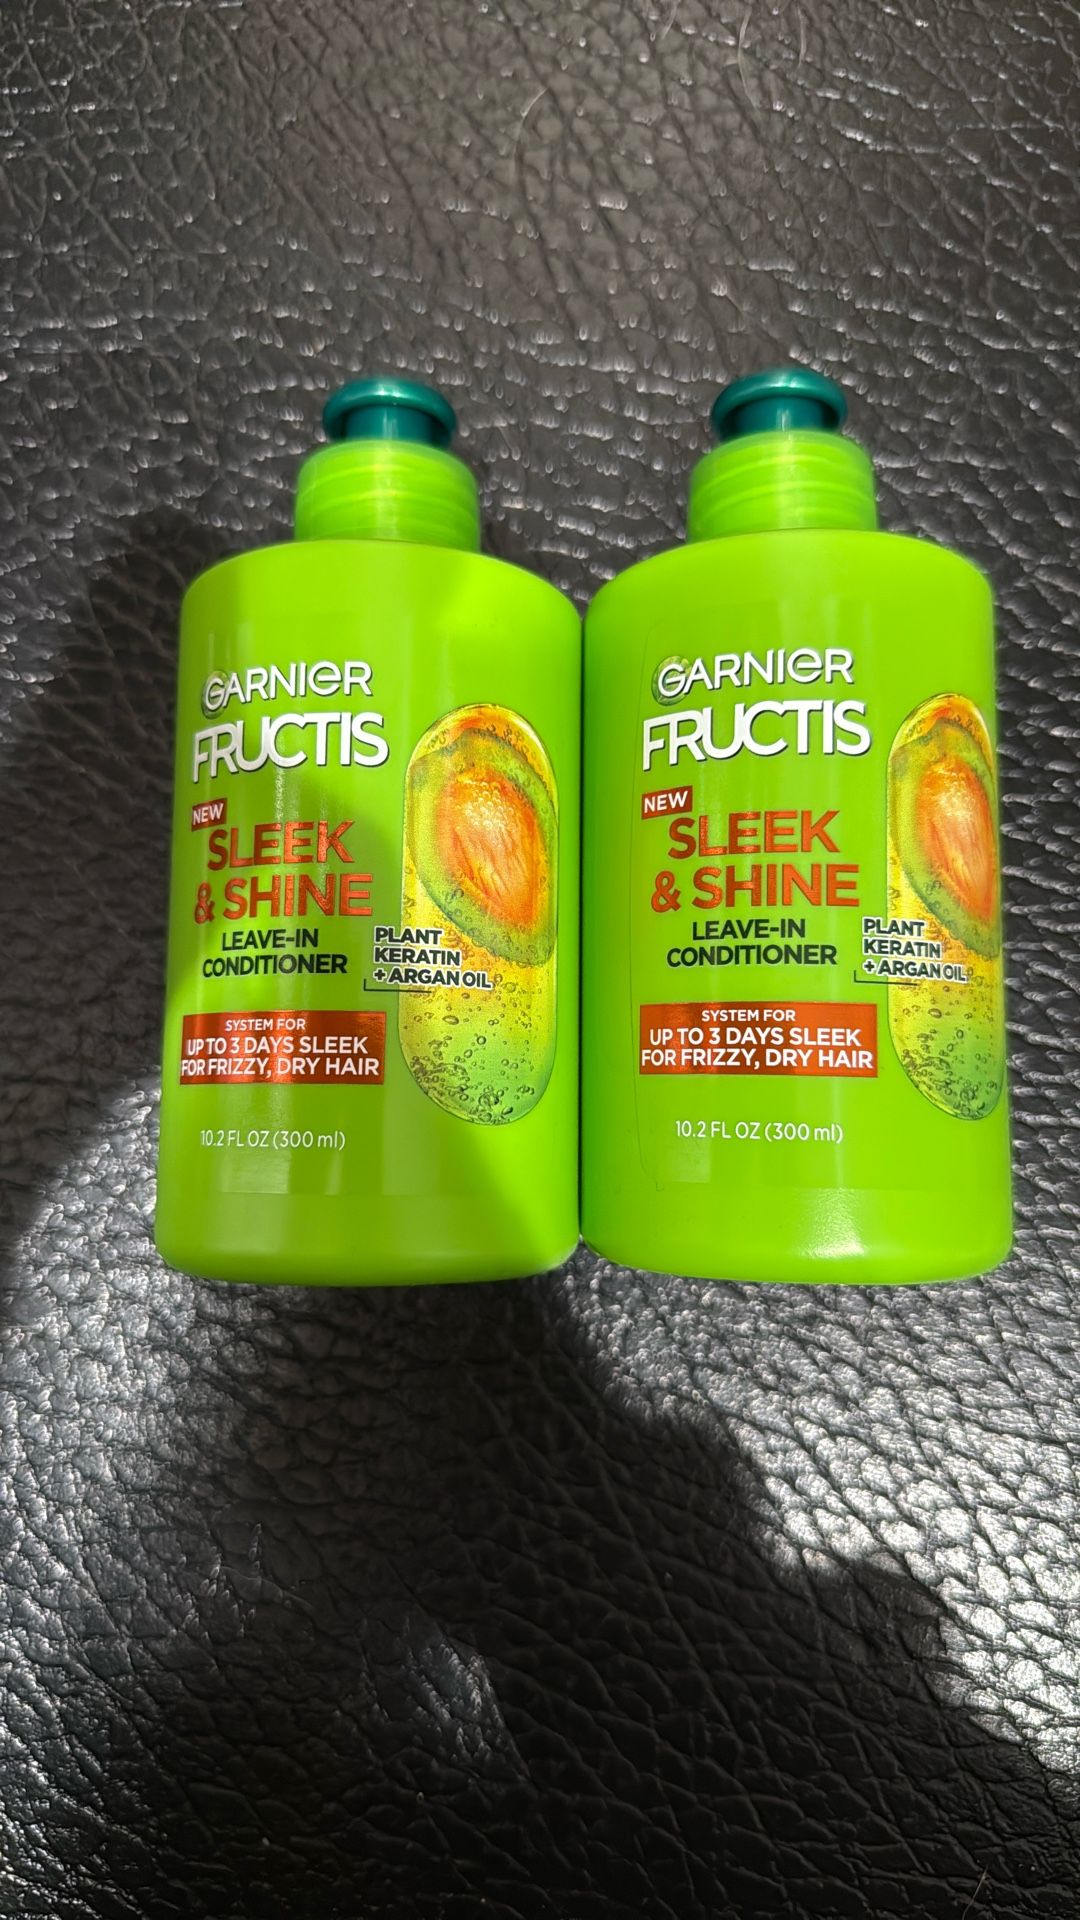 GARNIER
FRUCTIS
NEW
SLEEK
& SHINE
LEAVE-IN
CONDITIONER
PLANT
KERATIN
+ ARGAN OIL
SYSTEM FOR
UP TO 3 DAYS SLEEK
FOR FRIZZY, DRY HAIR
10.2 FL OZ (300 ml)
GARNIER
FRUCTIS
NEW
SLEEK
& SHINE
LEAVE-IN
CONDITIONER
PLANT
KERATIN
+ ARGAN OIL
SYSTEM FOR
UP TO 3 DAYS SLEEK
FOR FRIZZY, DRY HAIR
10.2 FL OZ (300 ml)